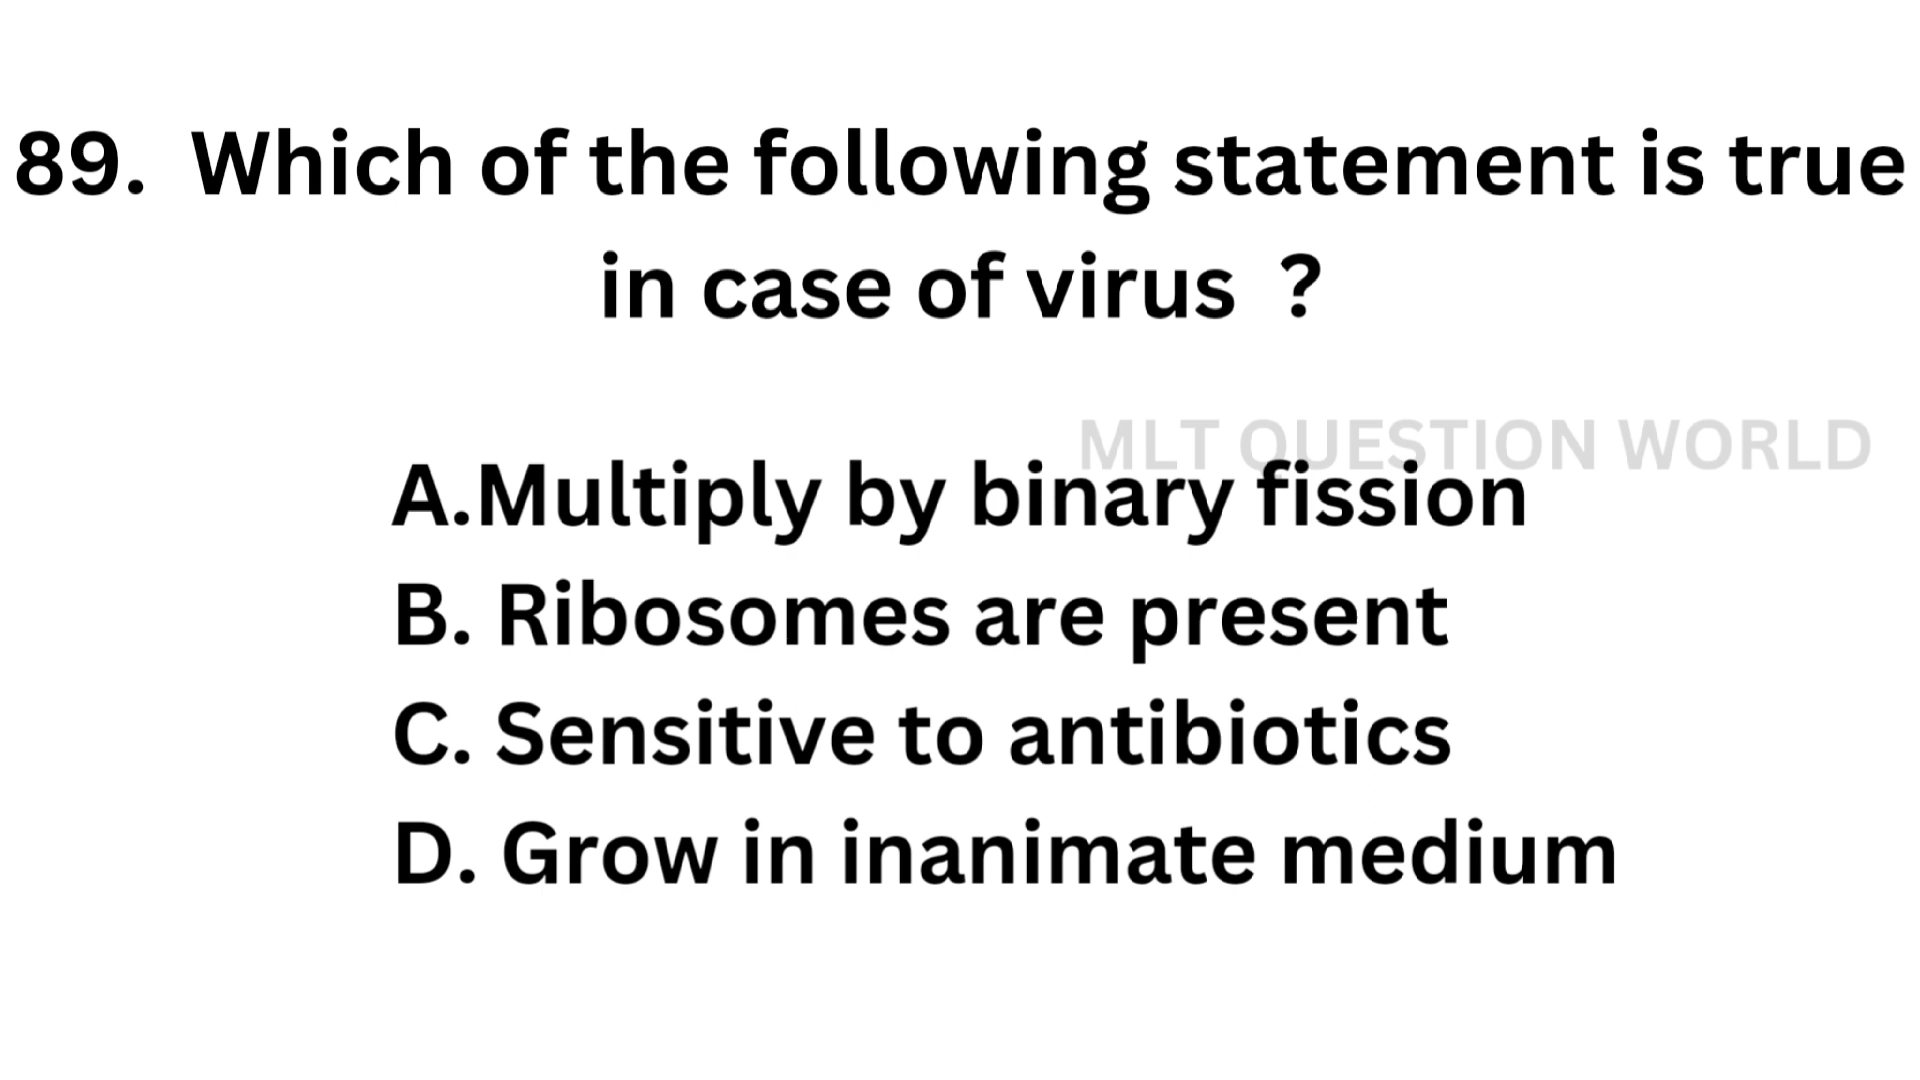 89. Which of the following statement is true
in case of virus ?
MLT QUESTION WORLD
A.Multiply by binary fission
B. Ribosomes are present
C. Sensitive to antibiotics
D. Grow in inanimate medium